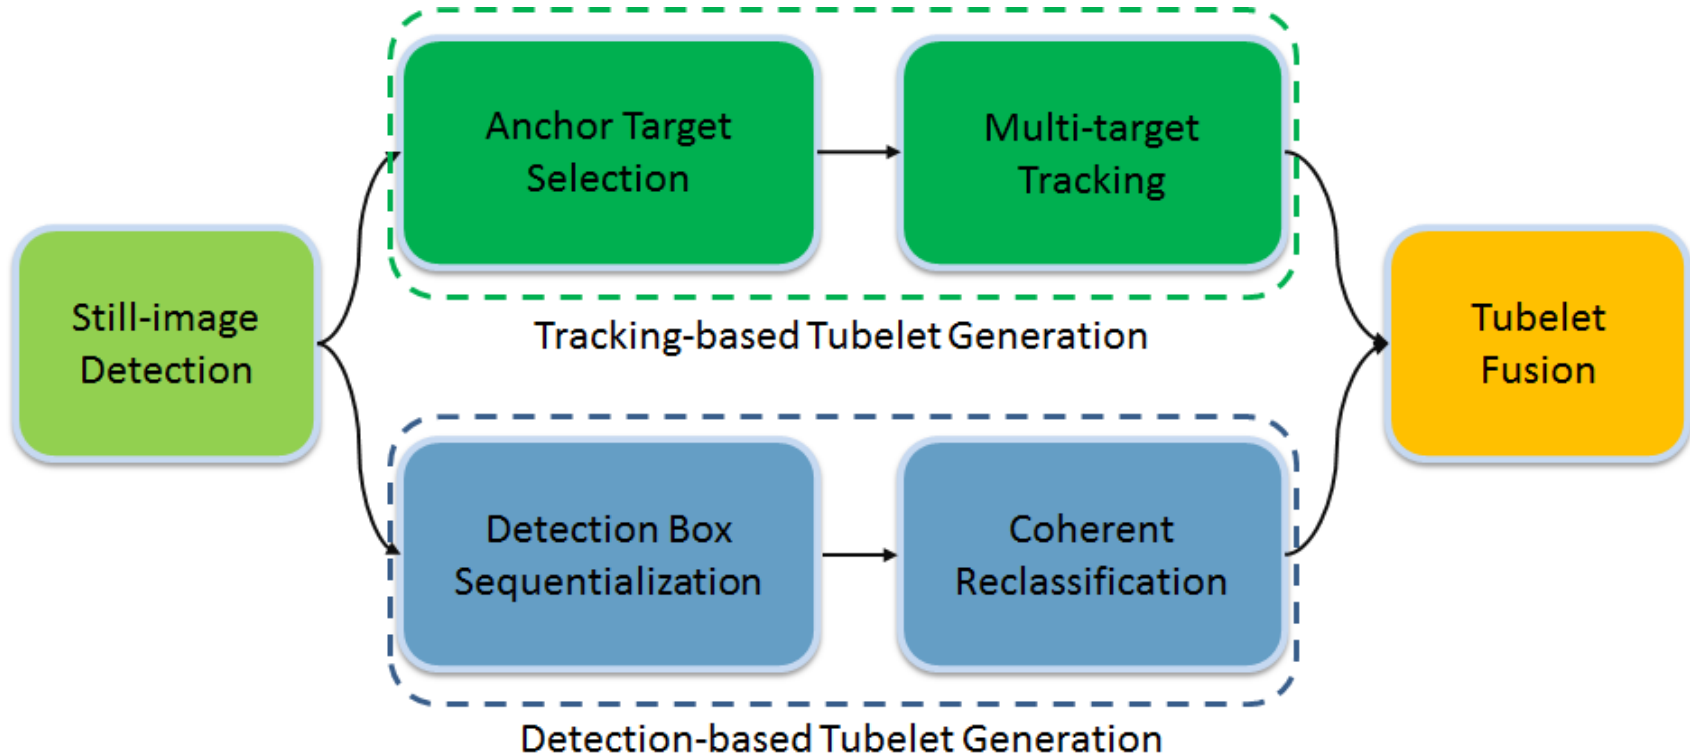 Still-image
Detection
Anchor Target
Selection
Multi-target
Tracking
Tracking-based Tubelet Generation
Detection Box
Sequentialization
Coherent
Reclassification
Detection-based Tubelet Generation
Tubelet
Fusion